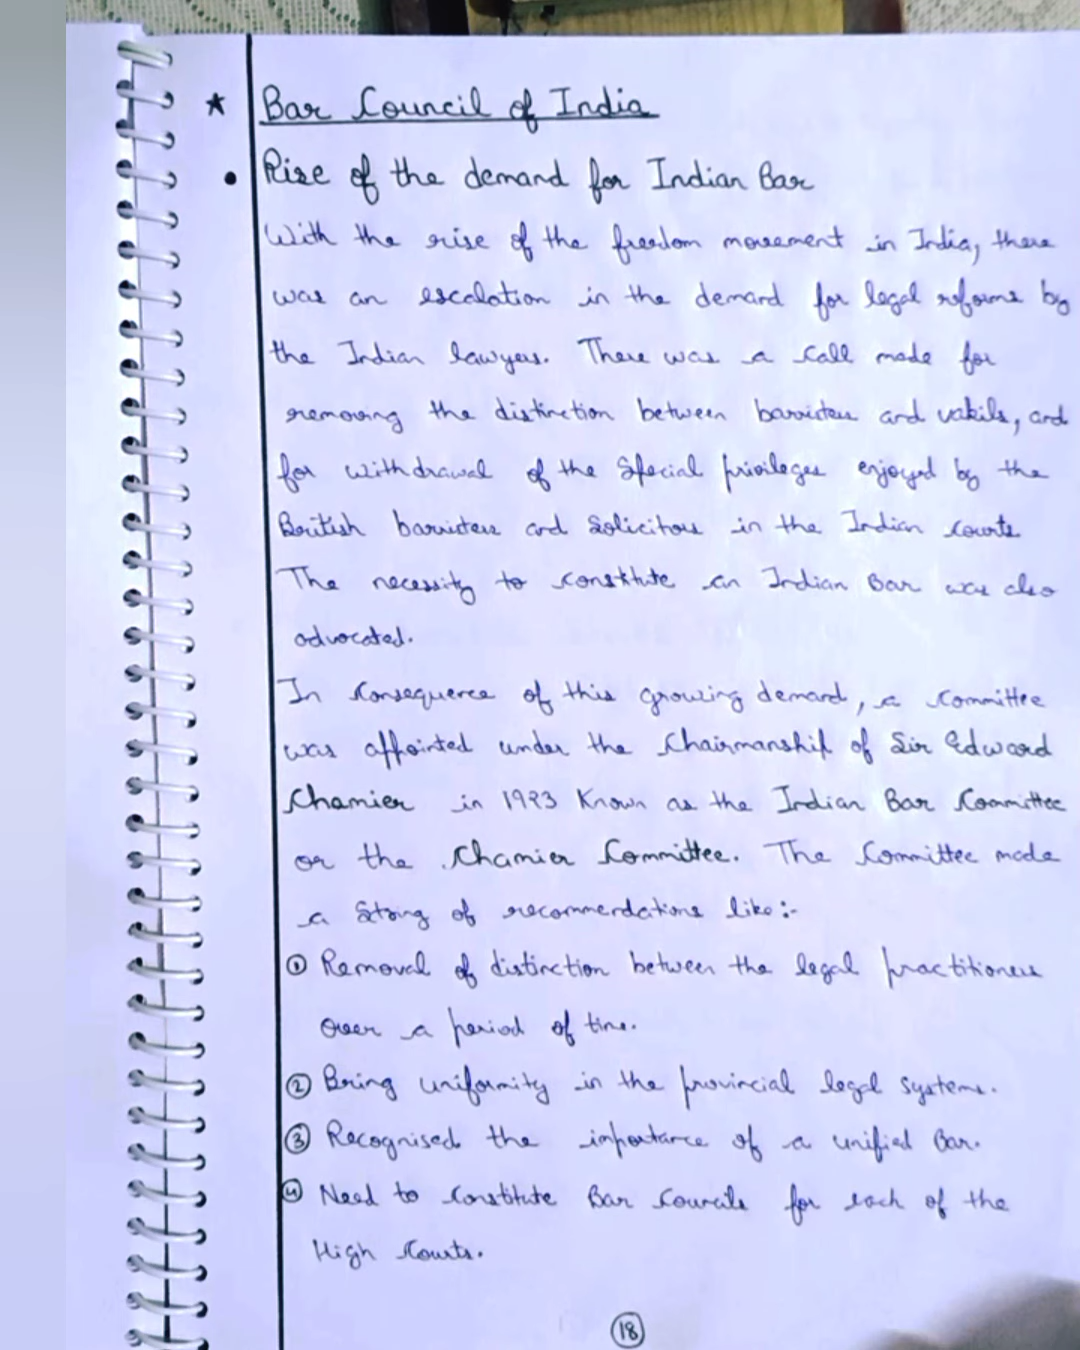 ★ Bar Council of India
• Rise of the demand for Indian Bar
With the rise of the freedom movement in India, there
was an escalation in the demand for legal reforms by
the Indian lawyers. There was a call made for
removing the distinction between barristers and vakils, and
for withdrawal of the special privileges enjoyed by the
British barristers and Solicitors in the Indian courts
The necessity to constitute an Indian Bar was also
advocated.
In consequence of this growing demand, a committee
was appointed under the Chairmanship of Sir Edward
Chamier in 1923 Known as the Indian Bar Committee
or the Chamier Committee. The Committee made
a string of recommendations like :-
① Removal of distinction between the legal practitioners
over a period of time.
② Bring uniformity in the provincial legal systems.
③ Recognised the importance of a unified Bar.
④ Need to constitute Bar Councils for each of the
High Courts.
18